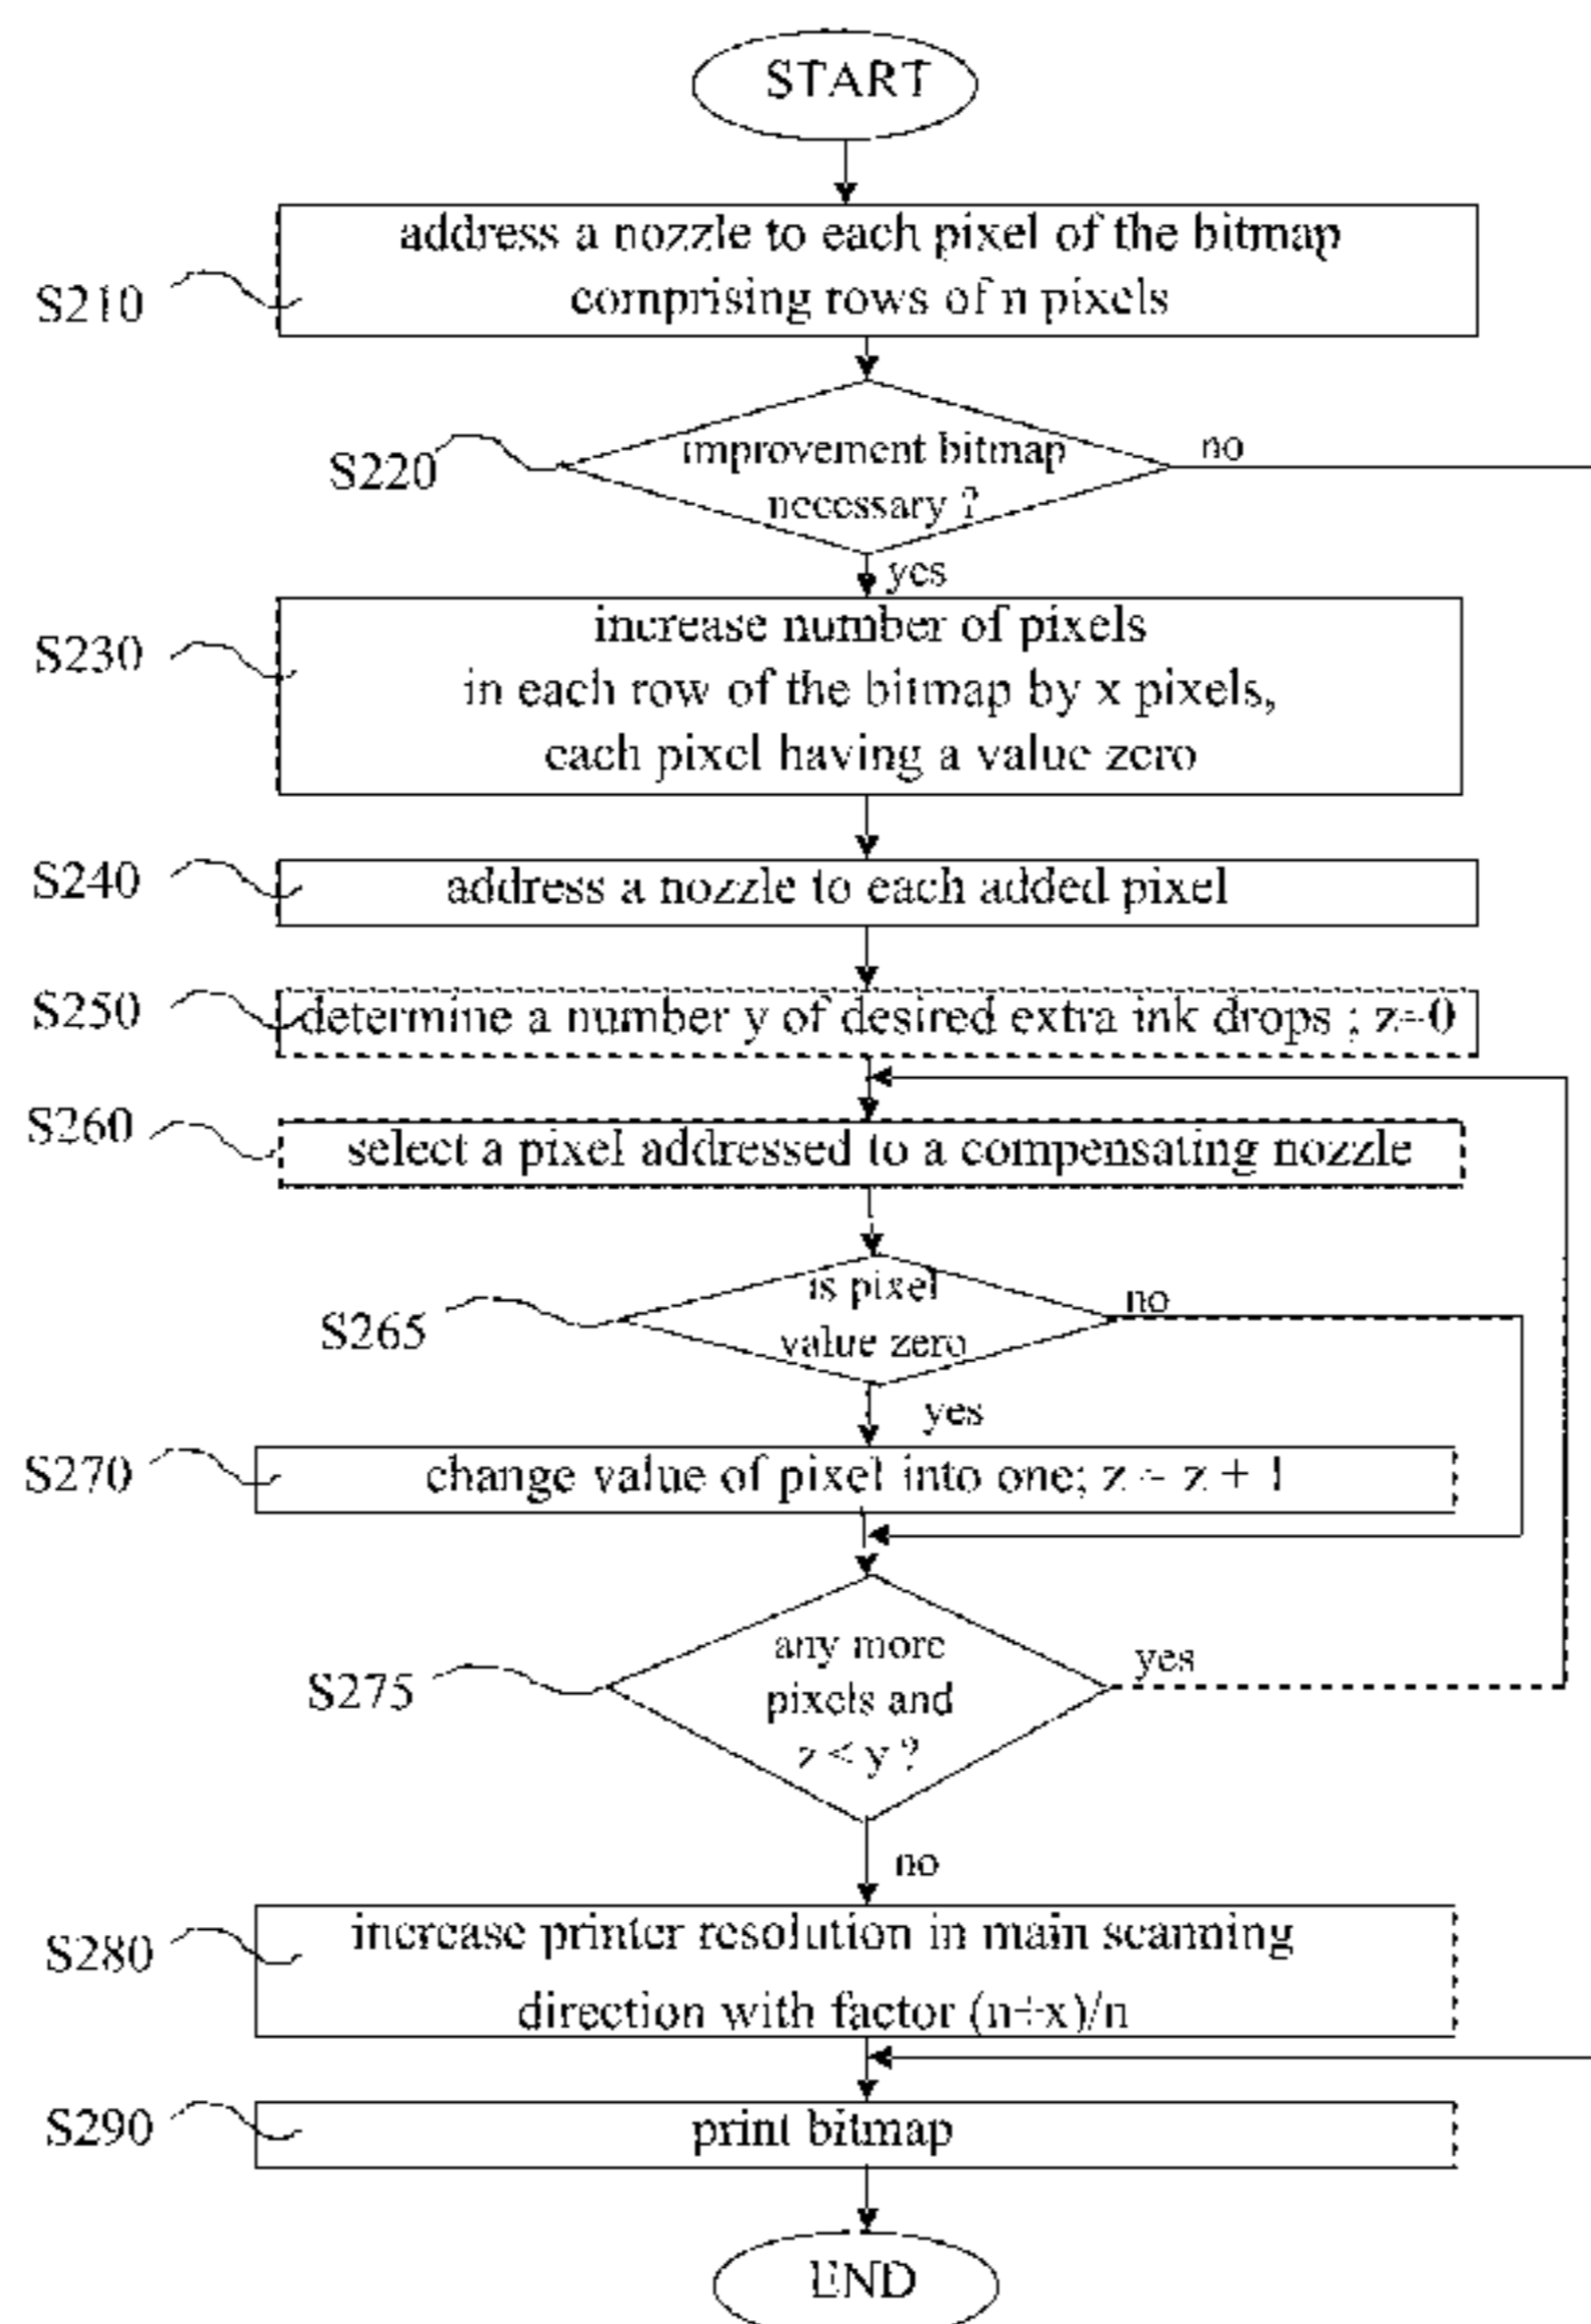 START
address a nozzle to each pixel of the bitmap
comprising rows of n pixels
S210
improvement bitmap
necessary ?
no
S220
yes
increase number of pixels
in each row of the bitmap by x pixels,
each pixel having a value zero
S230
address a nozzle to each added pixel
S240
determine a number y of desired extra ink drops ; z=0
S250
select a pixel addressed to a compensating nozzle
S260
is pixel
value zero
no
S265
yes
change value of pixel into one; z = z + 1
S270
any more
pixels and
z < y ?
yes
S275
no
increase printer resolution in main scanning
direction with factor (n+x)/n
S280
print bitmap
S290
END